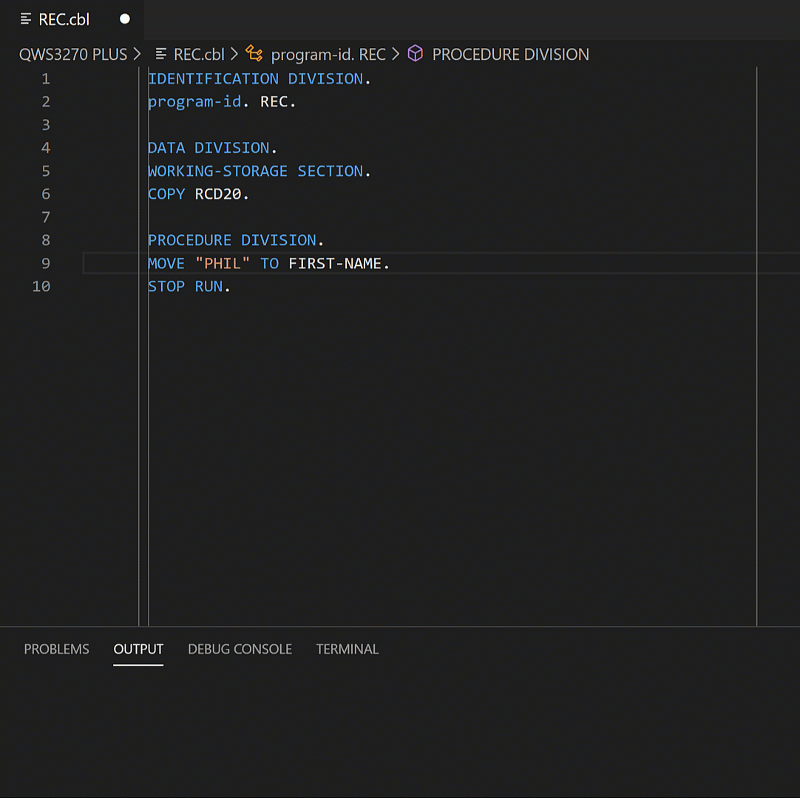 REC.cbl
QWS3270 PLUS > REC.cbl > program-id. REC > PROCEDURE DIVISION
1 IDENTIFICATION DIVISION.
2 program-id. REC.
3
4 DATA DIVISION.
5 WORKING-STORAGE SECTION.
6 COPY RCD20.
7
8 PROCEDURE DIVISION.
9 MOVE "PHIL" TO FIRST-NAME.
10 STOP RUN.
PROBLEMS OUTPUT DEBUG CONSOLE TERMINAL